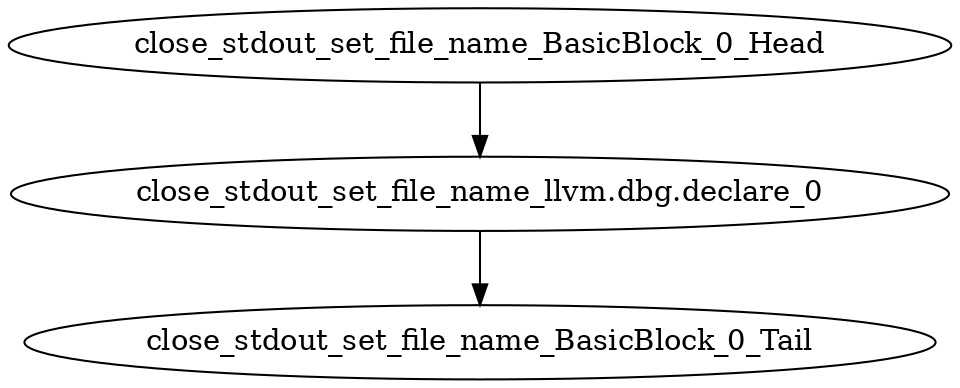 close_stdout_set_file_name_BasicBlock_0_Head
close_stdout_set_file_name_llvm.dbg.declare_0
close_stdout_set_file_name_BasicBlock_0_Tail